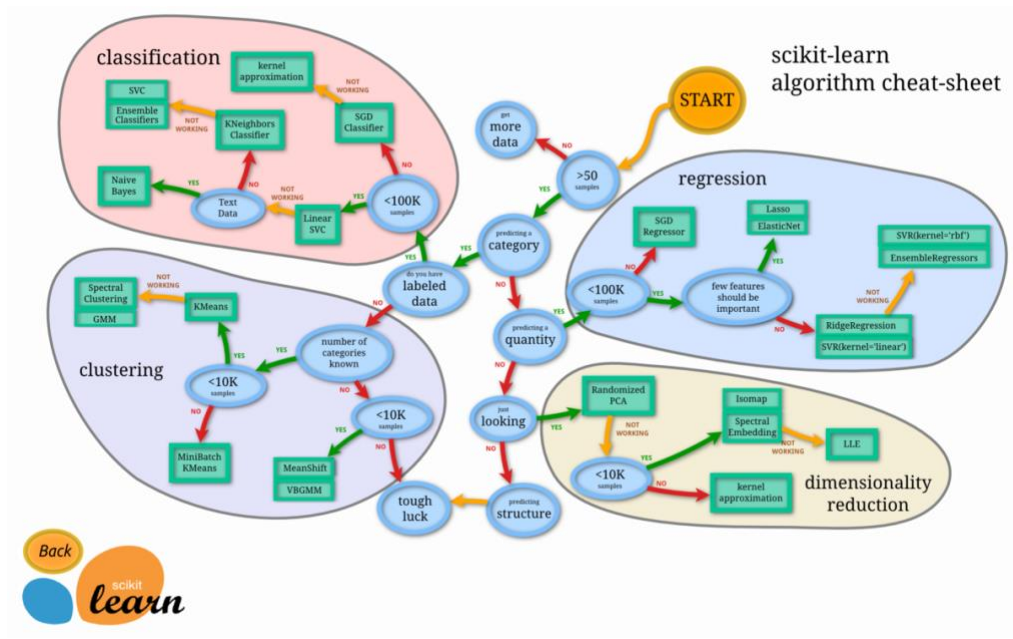 scikit-learn
algorithm cheat-sheet
START
classification
kernel
approximation
NOT
WORKING
SVC
Ensemble
Classifiers
NOT
WORKING
KNeighbors
Classifier
SGD
Classifier
NO
Naive
Bayes
YES
Text
Data
NO
NOT
WORKING
Linear
SVC
YES
<100K
samples
YES
get
more
data
NO
>50
samples
YES
predicting a
category
YES
NO
do you have
labeled
data
NO
predicting a
quantity
YES
NO
just
looking
YES
NO
predicting
structure
tough
luck
regression
SGD
Regressor
NO
<100K
samples
YES
Lasso
ElasticNet
YES
few features
should be
important
NO
SVR(kernel='rbf')
EnsembleRegressors
NOT
WORKING
RidgeRegression
SVR(kernel='linear')
clustering
Spectral
Clustering
GMM
NOT
WORKING
KMeans
YES
number of
categories
known
YES
NO
<10K
samples
NO
MiniBatch
KMeans
<10K
samples
YES
NO
MeanShift
VBGMM
dimensionality
reduction
Randomized
PCA
NOT
WORKING
<10K
samples
YES
NO
Isomap
Spectral
Embedding
NOT
WORKING
LLE
kernel
approximation
Back
scikit
learn